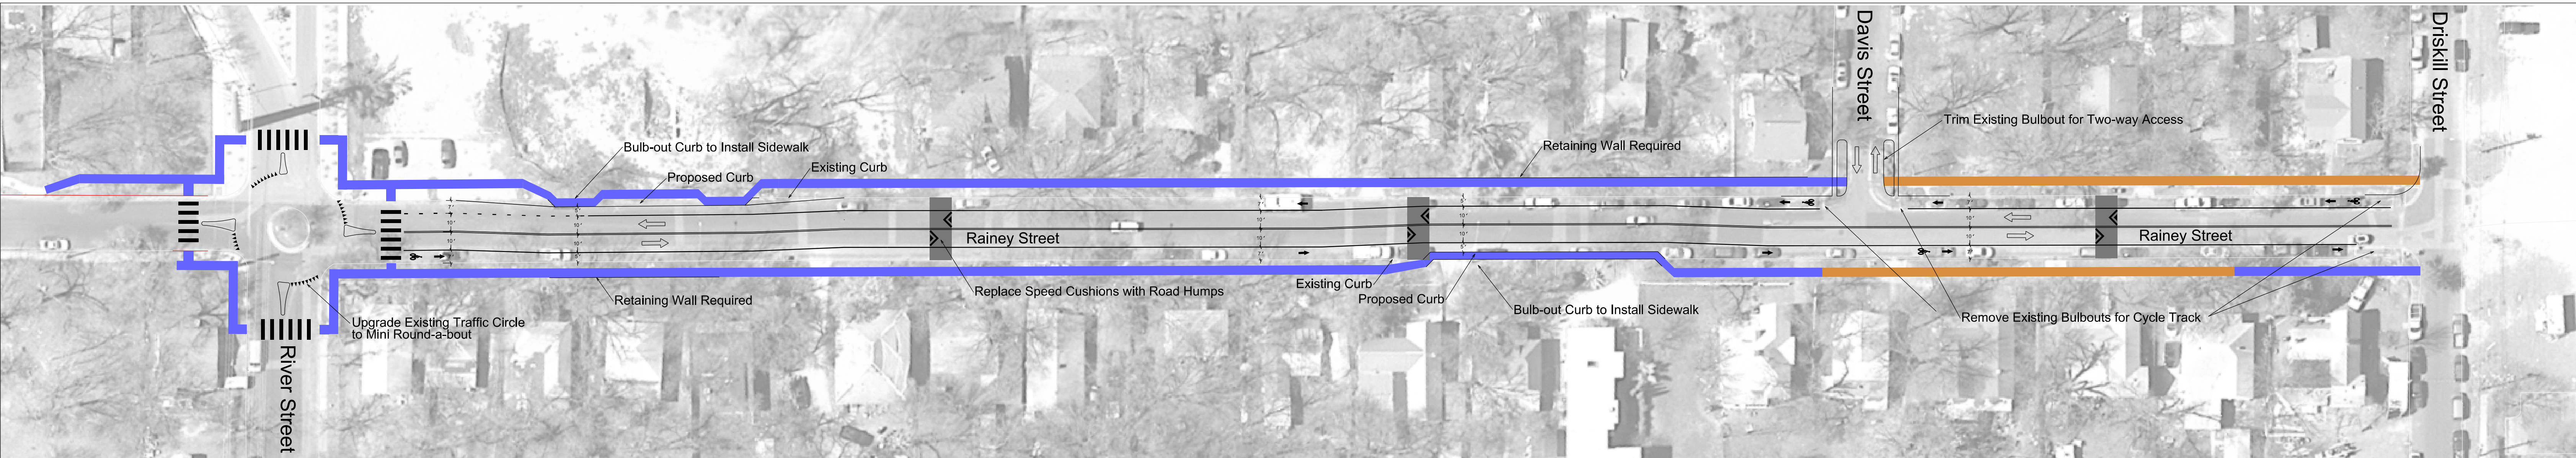 Davis Street
Driskill Street
Trim Existing Bulbout for Two-way Access
Bulb-out Curb to Install Sidewalk
Retaining Wall Required
Existing Curb
Proposed Curb
Rainey Street
Rainey Street
Existing Curb
Replace Speed Cushions with Road Humps
Proposed Curb
Retaining Wall Required
Bulb-out Curb to Install Sidewalk
Remove Existing Bulbouts for Cycle Track
Upgrade Existing Traffic Circle
to Mini Round-a-bout
River Street